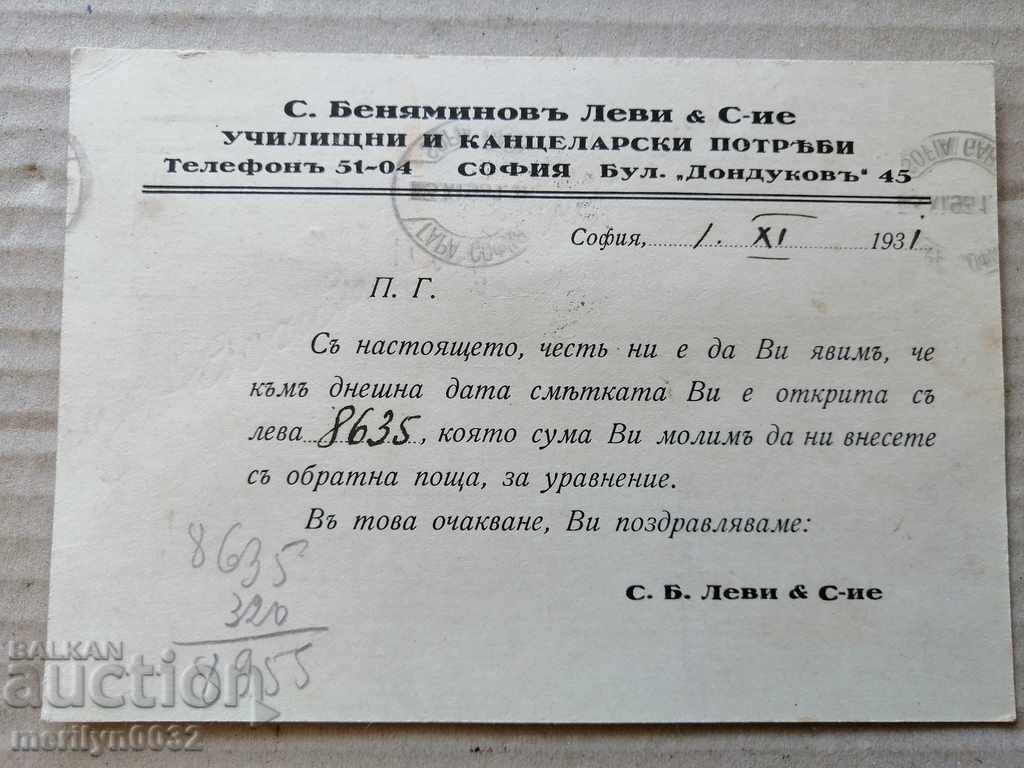 С. Беняминовъ Леви & С-ие
УЧИЛИЩНИ И КАНЦЕЛАРСКИ ПОТРѢБИ
Телефонъ 51-04 СОФИЯ Бул. „Дондуковъ“ 45
София, 1. XI 1931
П. Г.
Съ настоящето, честь ни е да Ви явимъ, че
към днешна дата смѣтката Ви е открита съ
лева 8635, която сума Ви молимъ да ни внесете
съ обратна поща, за уравнение.
Въ това очакване, Ви поздравляваме:
С. Б. Леви & С-ие
8635
320
8955
BALKAN
auction
merilyn0032